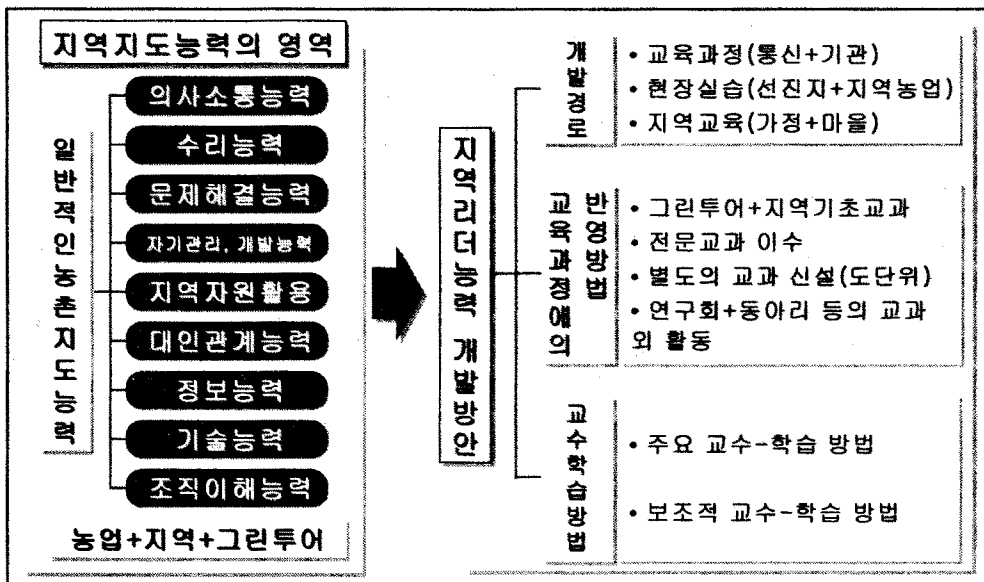 지역지도능력의 영역
일반적인농촌지도능력
의사소통능력
수리능력
문제해결능력
자기관리, 개발능력
지역자원활용
대인관계능력
정보능력
기술능력
조직이해능력
농업+지역+그린투어
지역리더능력 개발방안
개발경로
• 교육과정(통신+기관)
• 현장실습(선진지+지역농업)
• 지역교육(가정+마을)
교육과정에의
반영방법
• 그린투어+지역기초교과
• 전문교과 이수
• 별도의 교과 신설(도단위)
• 연구회+동아리 등의 교과
외 활동
교수학습방법
• 주요 교수-학습 방법
• 보조적 교수-학습 방법